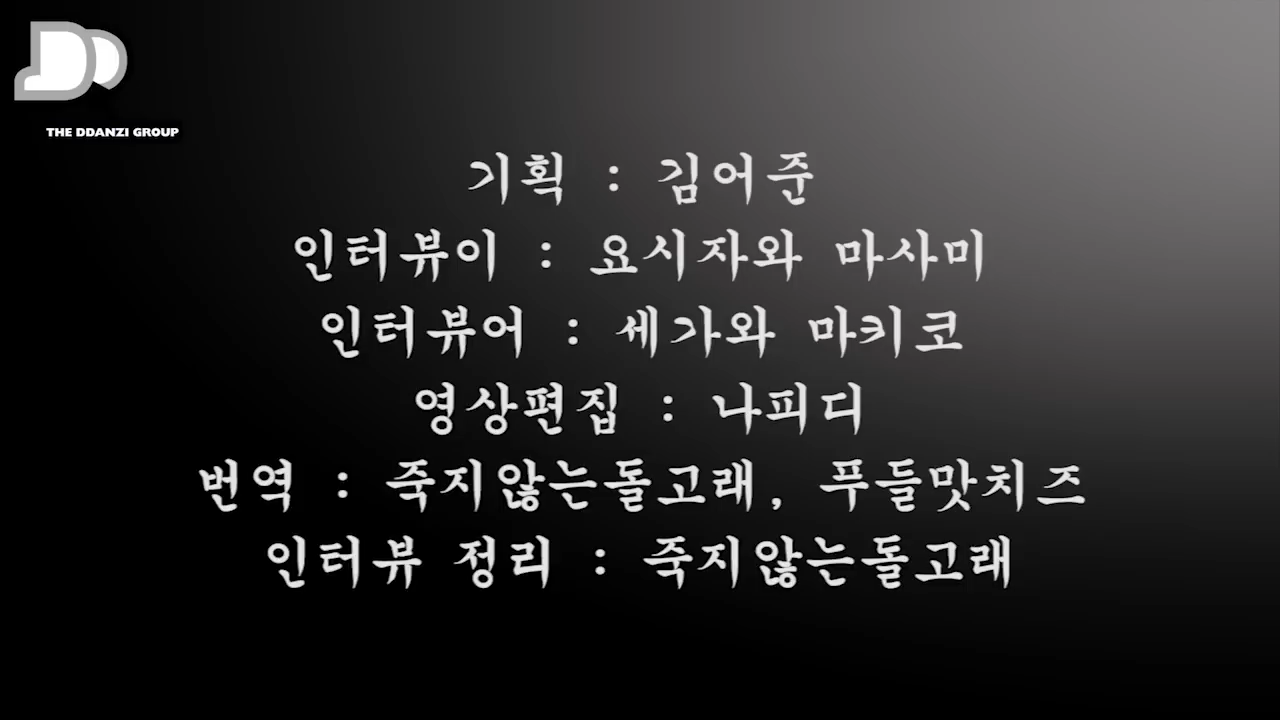 THE DDANZI GROUP
기획 : 김어준
인터뷰이 : 요시자와 마사미
인터뷰어 : 세가와 마키코
영상편집 : 나피디
번역 : 죽지않는돌고래, 푸들맛치즈
인터뷰 정리 : 죽지않는돌고래